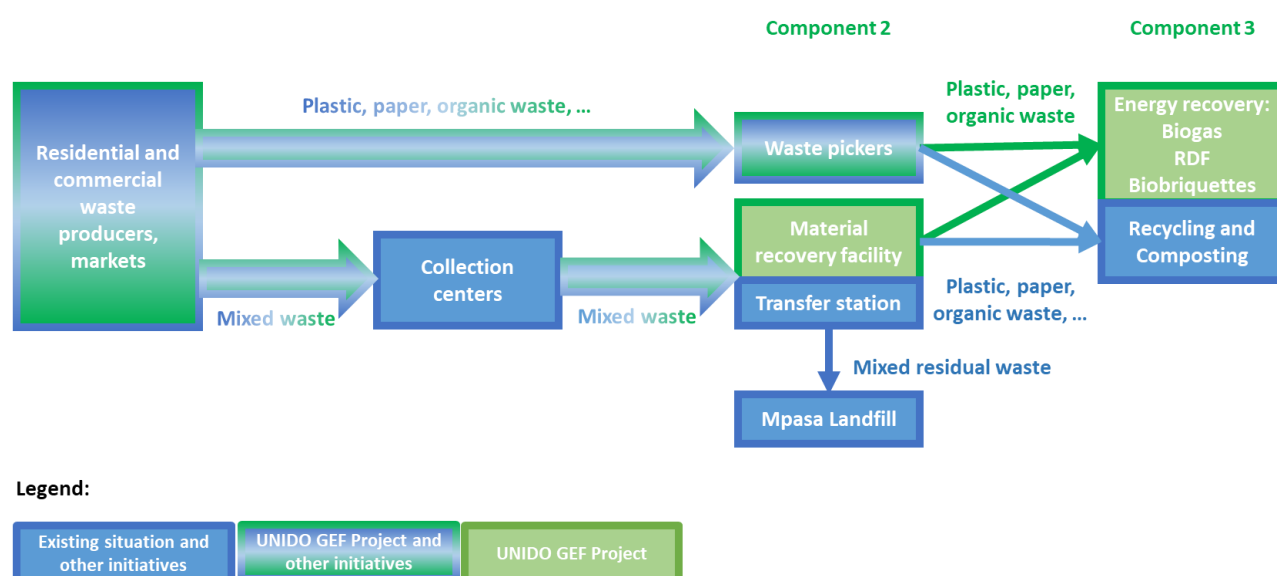 Component 2
Component 3
Plastic, paper, organic waste, ...
Plastic, paper,
organic waste
Residential and
commercial
waste
producers,
markets
Waste pickers
Energy recovery:
Biogas
RDF
Biobriquettes
Material
recovery facility
Recycling and
Composting
Collection
centers
Mixed waste
Mixed waste
Transfer station
Plastic, paper,
organic waste, ...
Mixed residual waste
Mpasa Landfill
Legend:
Existing situation and
other initiatives
UNIDO GEF Project and
other initiatives
UNIDO GEF Project